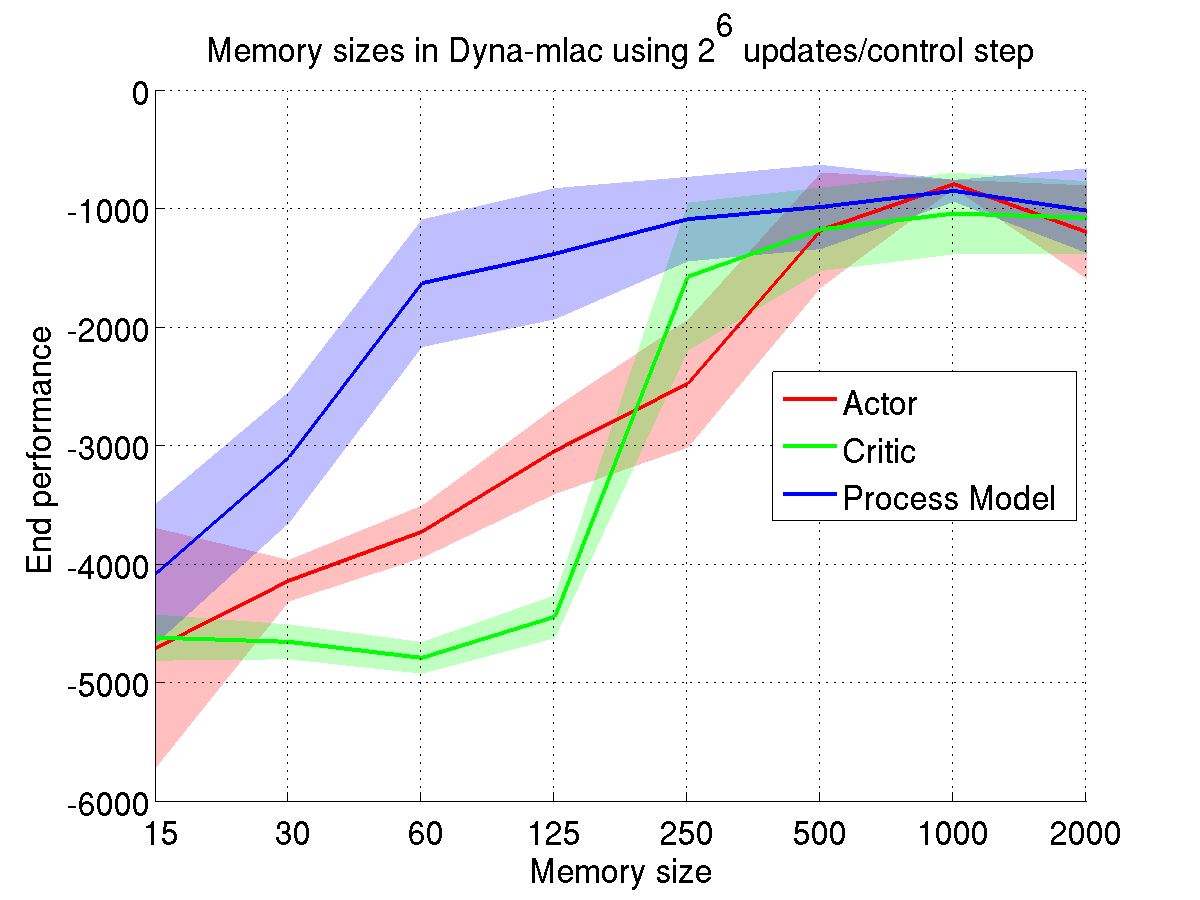 Memory sizes in Dyna-mlac using 2^6 updates/control step
0
-1000
-2000
-3000
-4000
-5000
-6000
End performance
Actor
Critic
Process Model
15 30 60 125 250 500 1000 2000
Memory size